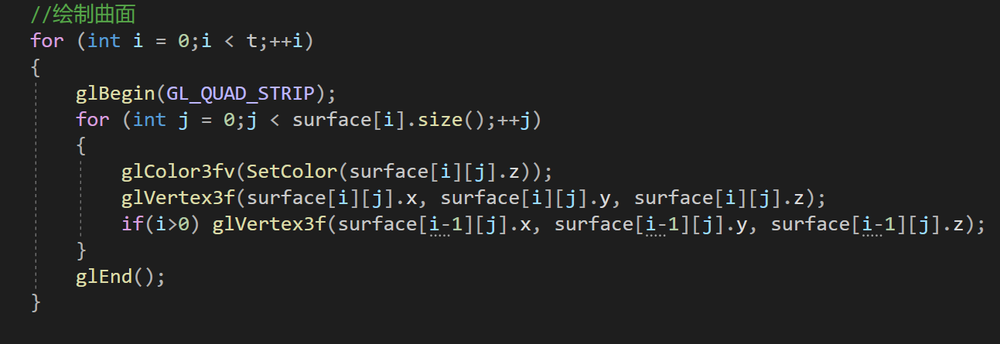 //绘制曲面
for (int i = 0;i < t;++i)
{
glBegin(GL_QUAD_STRIP);
for (int j = 0;j < surface[i].size();++j)
{
glColor3fv(SetColor(surface[i][j].z));
glVertex3f(surface[i][j].x, surface[i][j].y, surface[i][j].z);
if(i>0) glVertex3f(surface[i-1][j].x, surface[i-1][j].y, surface[i-1][j].z);
}
glEnd();
}